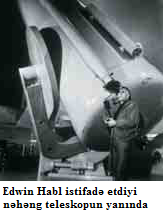 Edwin Habl istifadə etdiyi
nəhəng teleskopun yanında